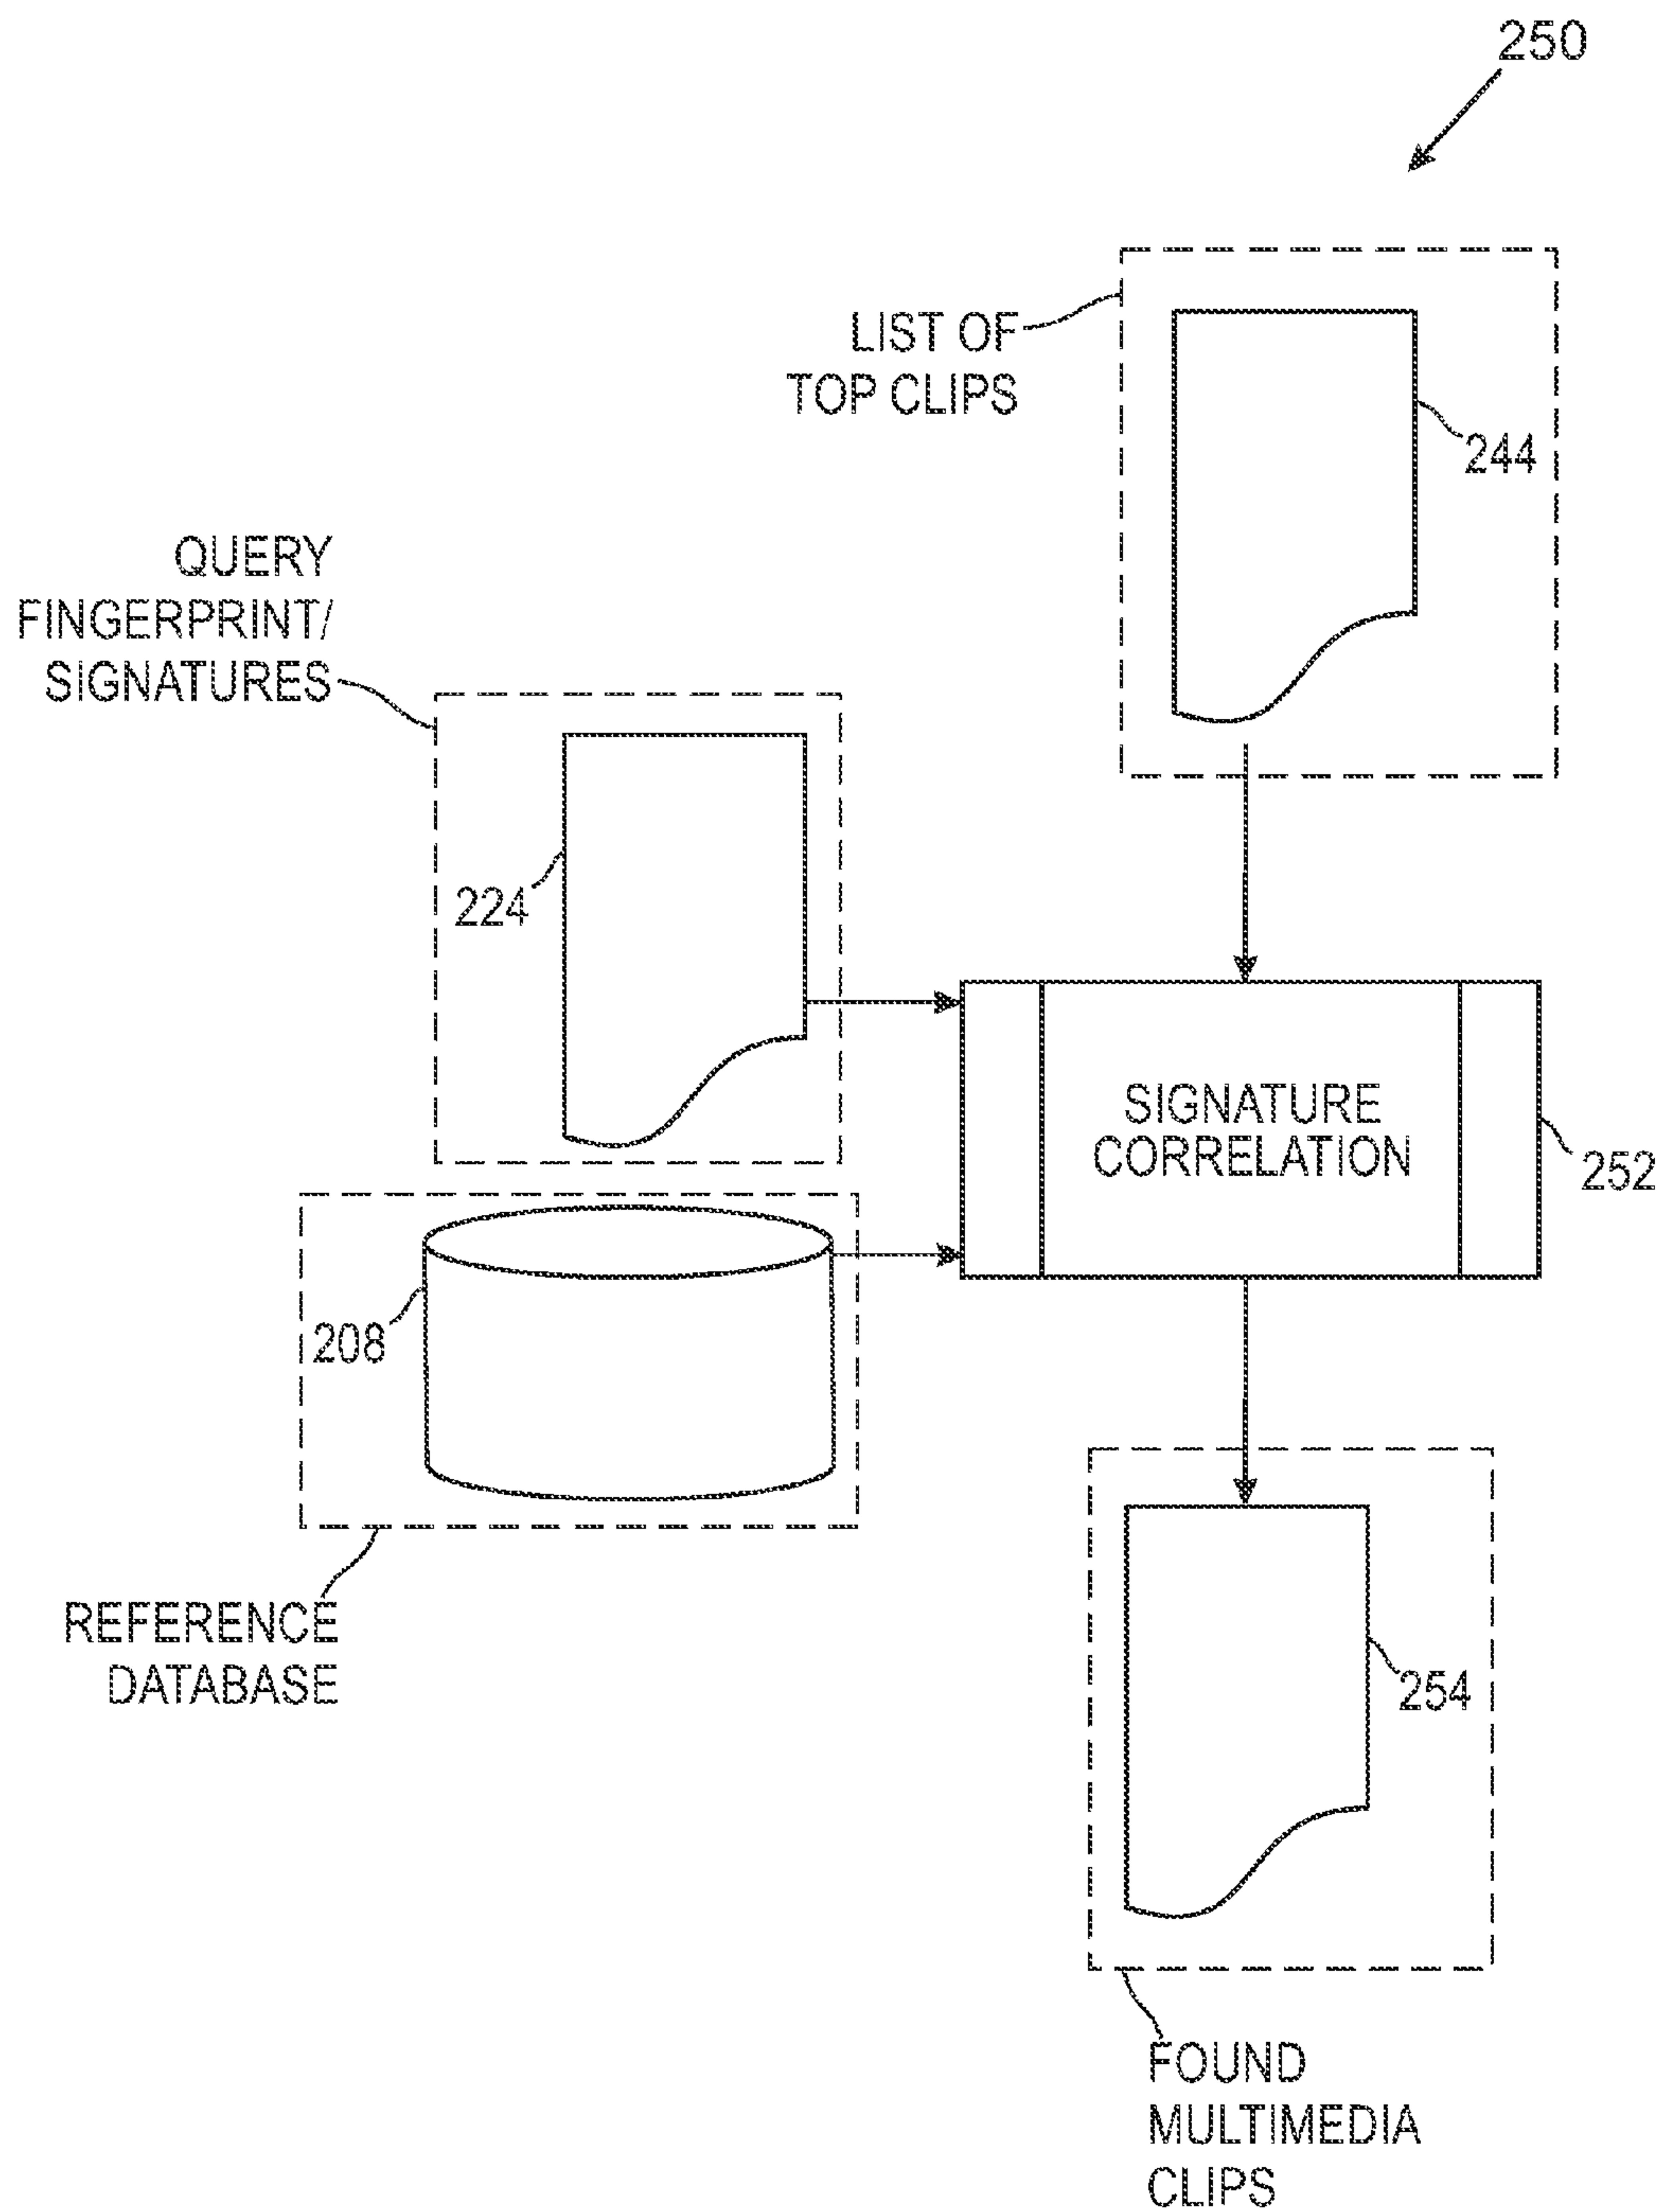 250
LIST OF
TOP CLIPS
244
QUERY
FINGERPRINT/
SIGNATURES
224
SIGNATURE
CORRELATION
252
208
REFERENCE
DATABASE
254
FOUND
MULTIMEDIA
CLIPS